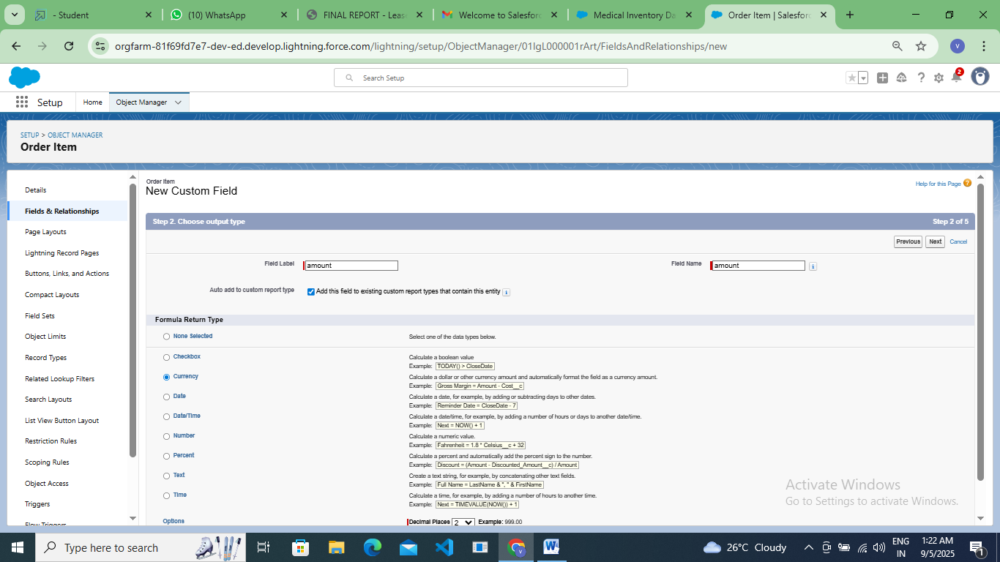 - Student
(10) WhatsApp
FINAL REPORT - Leas
Welcome to Salesforc
Medical Inventory Da
Order Item | Salesforc
orgfarm-81f69fd7e7-dev-ed.develop.lightning.force.com/lightning/setup/ObjectManager/01IgL000001rArt/FieldsAndRelationships/new
V
Search Setup
2
Setup
Home
Object Manager
SETUP > OBJECT MANAGER
Order Item
Details
Fields & Relationships
Page Layouts
Lightning Record Pages
Buttons, Links, and Actions
Compact Layouts
Field Sets
Object Limits
Record Types
Related Lookup Filters
Search Layouts
List View Button Layout
Restriction Rules
Scoping Rules
Object Access
Triggers
Flow Triggers
Order Item
New Custom Field
Help for this Page
Step 2. Choose output type
Step 2 of 5
Previous Next Cancel
Field Label amount
Field Name amount
Auto add to custom report type Add this field to existing custom report types that contain this entity
Formula Return Type
None Selected Select one of the data types below.
Checkbox Calculate a boolean value
Example: TODAY() > CloseDate
Currency Calculate a dollar or other currency amount and automatically format the field as a currency amount.
Example: Gross Margin = Amount - Cost__c
Date Calculate a date, for example, by adding or subtracting days to other dates.
Example: Reminder Date = CloseDate - 7
Date/Time Calculate a date/time, for example, by adding a number of hours or days to another date/time.
Example: Next = NOW() + 1
Number Calculate a numeric value.
Example: Fahrenheit = 1.8 * Celsius__c + 32
Percent Calculate a percent and automatically add the percent sign to the number.
Example: Discount = (Amount - Discounted_Amount__c) / Amount
Text Create a text string, for example, by concatenating other text fields.
Example: Full Name = LastName & ", " & FirstName
Time Calculate a time, for example, by adding a number of hours to another time.
Example: Next = TIMEVALUE(NOW()) + 1
Options Decimal Places 2 Example: 999.00
Activate Windows
Go to Settings to activate Windows.
Type here to search
26°C Cloudy
ENG
IN
1:22 AM
9/5/2025
1